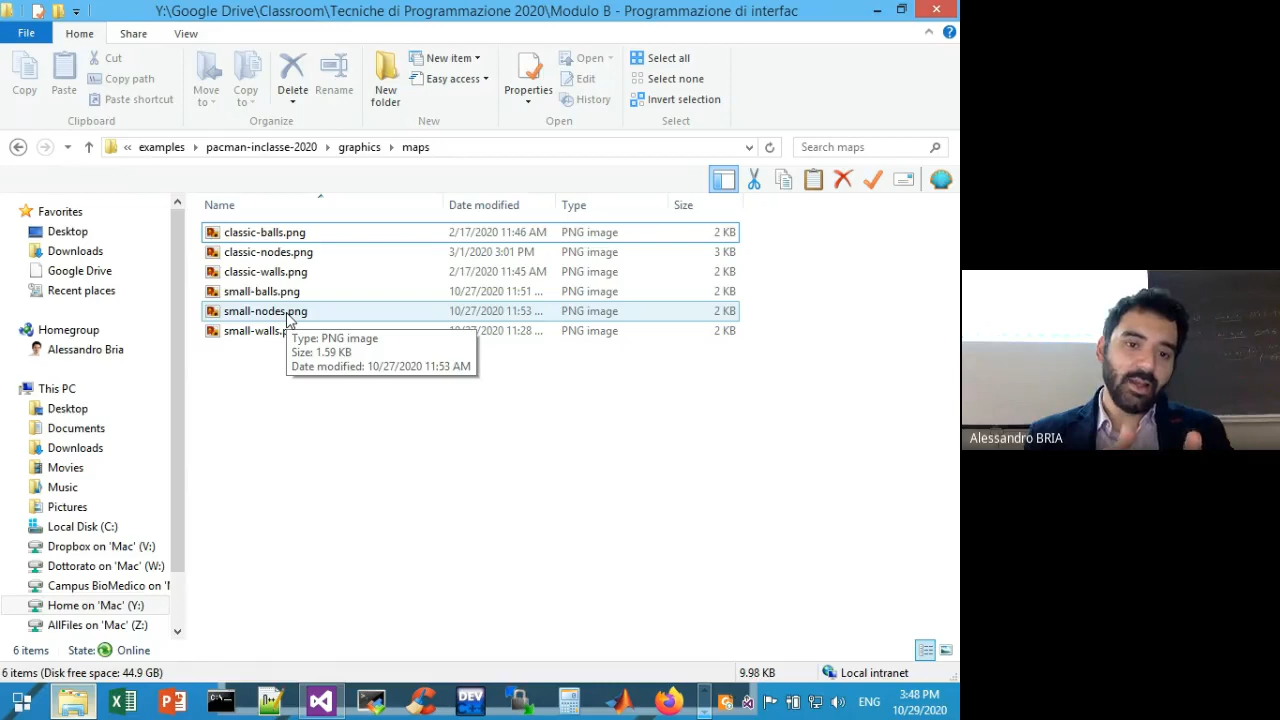 Y:\Google Drive\Classroom\Tecniche di Programmazione 2020\Modulo B - Programmazione di interfac
File Home Share View
Copy
Paste
Cut
Copy path
Paste shortcut
Clipboard
Move to
Copy to
Delete
Rename
Organize
New folder
New item
Easy access
New
Properties
Open
Edit
History
Open
Select all
Select none
Invert selection
Select
« examples pacman-inclasse-2020 graphics maps
Search maps
Name Date modified Type Size
classic-balls.png 2/17/2020 11:46 AM PNG image 2 KB
classic-nodes.png 3/1/2020 3:01 PM PNG image 3 KB
classic-walls.png 2/17/2020 11:45 AM PNG image 2 KB
small-balls.png 10/27/2020 11:51 ... PNG image 2 KB
small-nodes.png 10/27/2020 11:53 ... PNG image 2 KB
small-walls.p 10/27/2020 11:28 ... PNG image 2 KB
Type: PNG image
Size: 1.59 KB
Date modified: 10/27/2020 11:53 AM
Favorites
Desktop
Downloads
Google Drive
Recent places
Homegroup
Alessandro Bria
This PC
Desktop
Documents
Downloads
Movies
Music
Pictures
Local Disk (C:)
Dropbox on 'Mac' (V:)
Dottorato on 'Mac' (W:)
Campus BioMedico on '
Home on 'Mac' (Y:)
AllFiles on 'Mac' (Z:)
6 items State: Online
6 items (Disk free space: 44.9 GB) 9.98 KB Local intranet
DEV
ENG
3:48 PM
10/29/2020
Alessandro BRIA